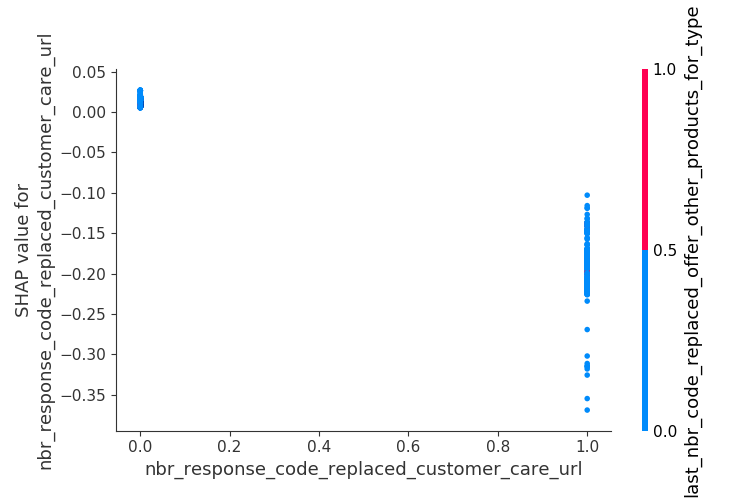 SHAP value for
nbr_response_code_replaced_customer_care_url
0.05
0.00
−0.05
−0.10
−0.15
−0.20
−0.25
−0.30
−0.35
0.0 0.2 0.4 0.6 0.8 1.0
nbr_response_code_replaced_customer_care_url
1.0
0.5
0.0
last_nbr_code_replaced_offer_other_products_for_type